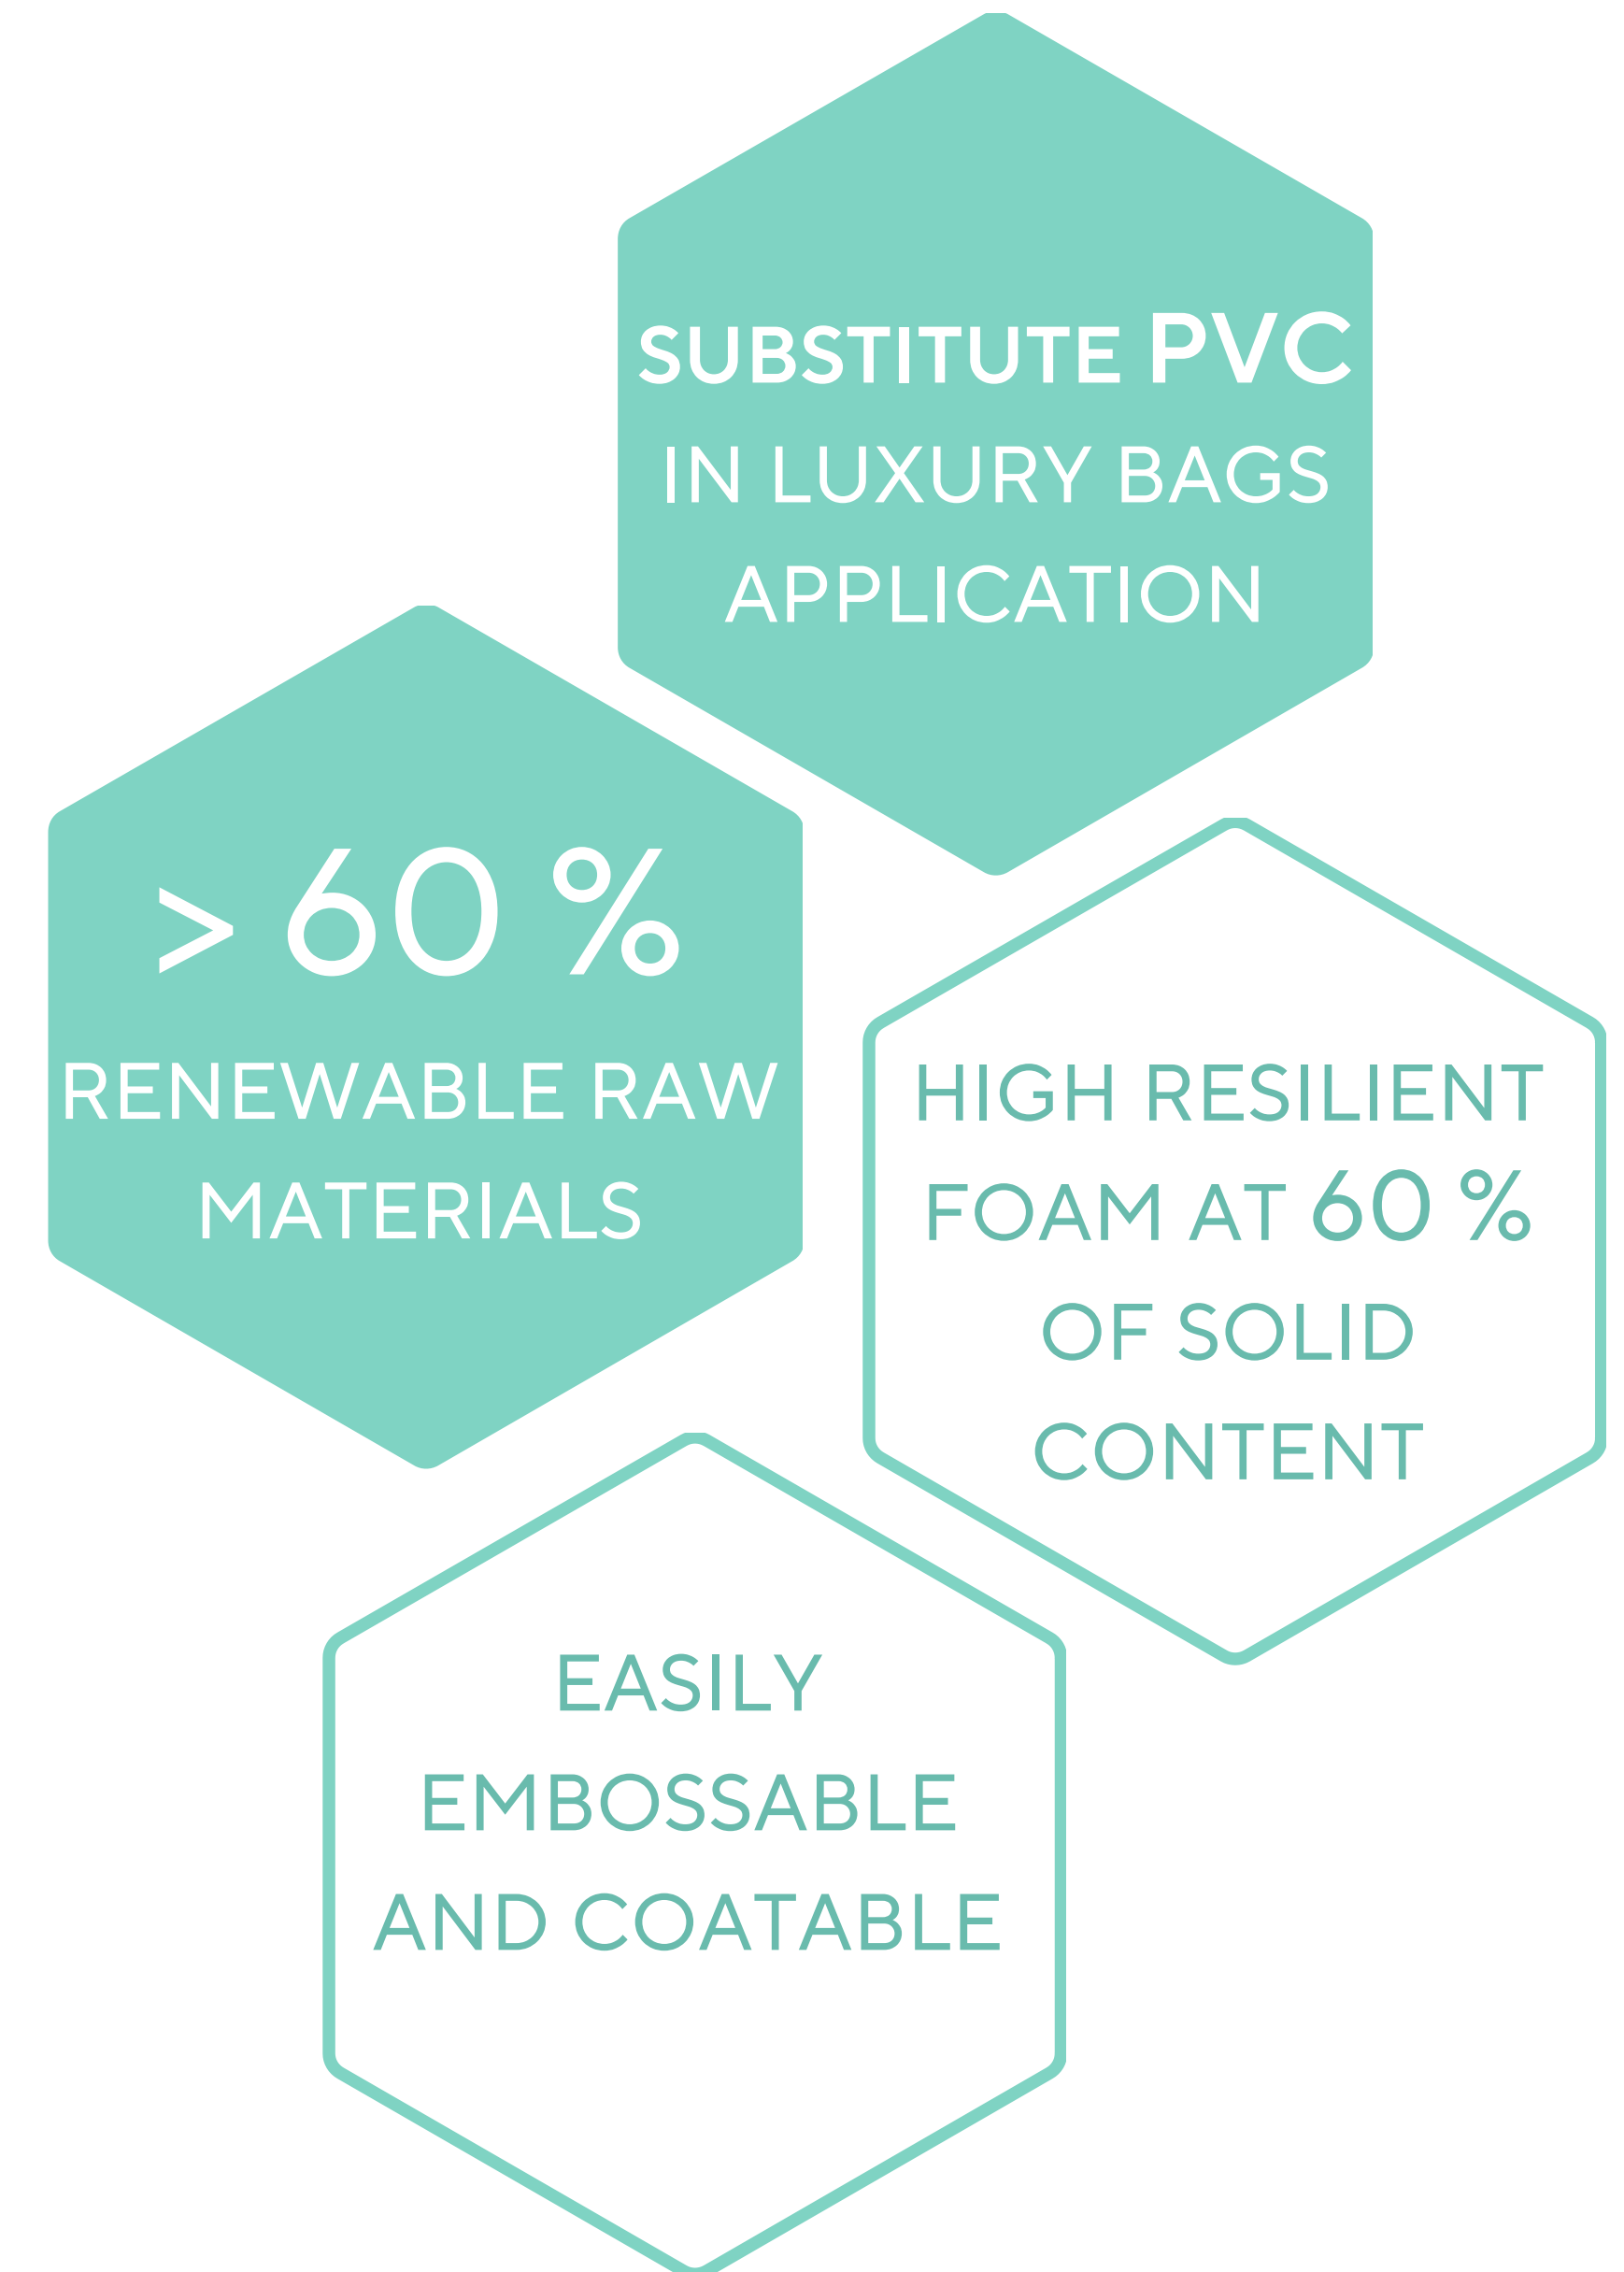 SUBSTITUTE PVC
IN LUXURY BAGS
APPLICATION
> 60 %
RENEWABLE RAW
MATERIALS
HIGH RESILIENT
FOAM AT 60 %
OF SOLID
CONTENT
EASILY
EMBOSSABLE
AND COATABLE